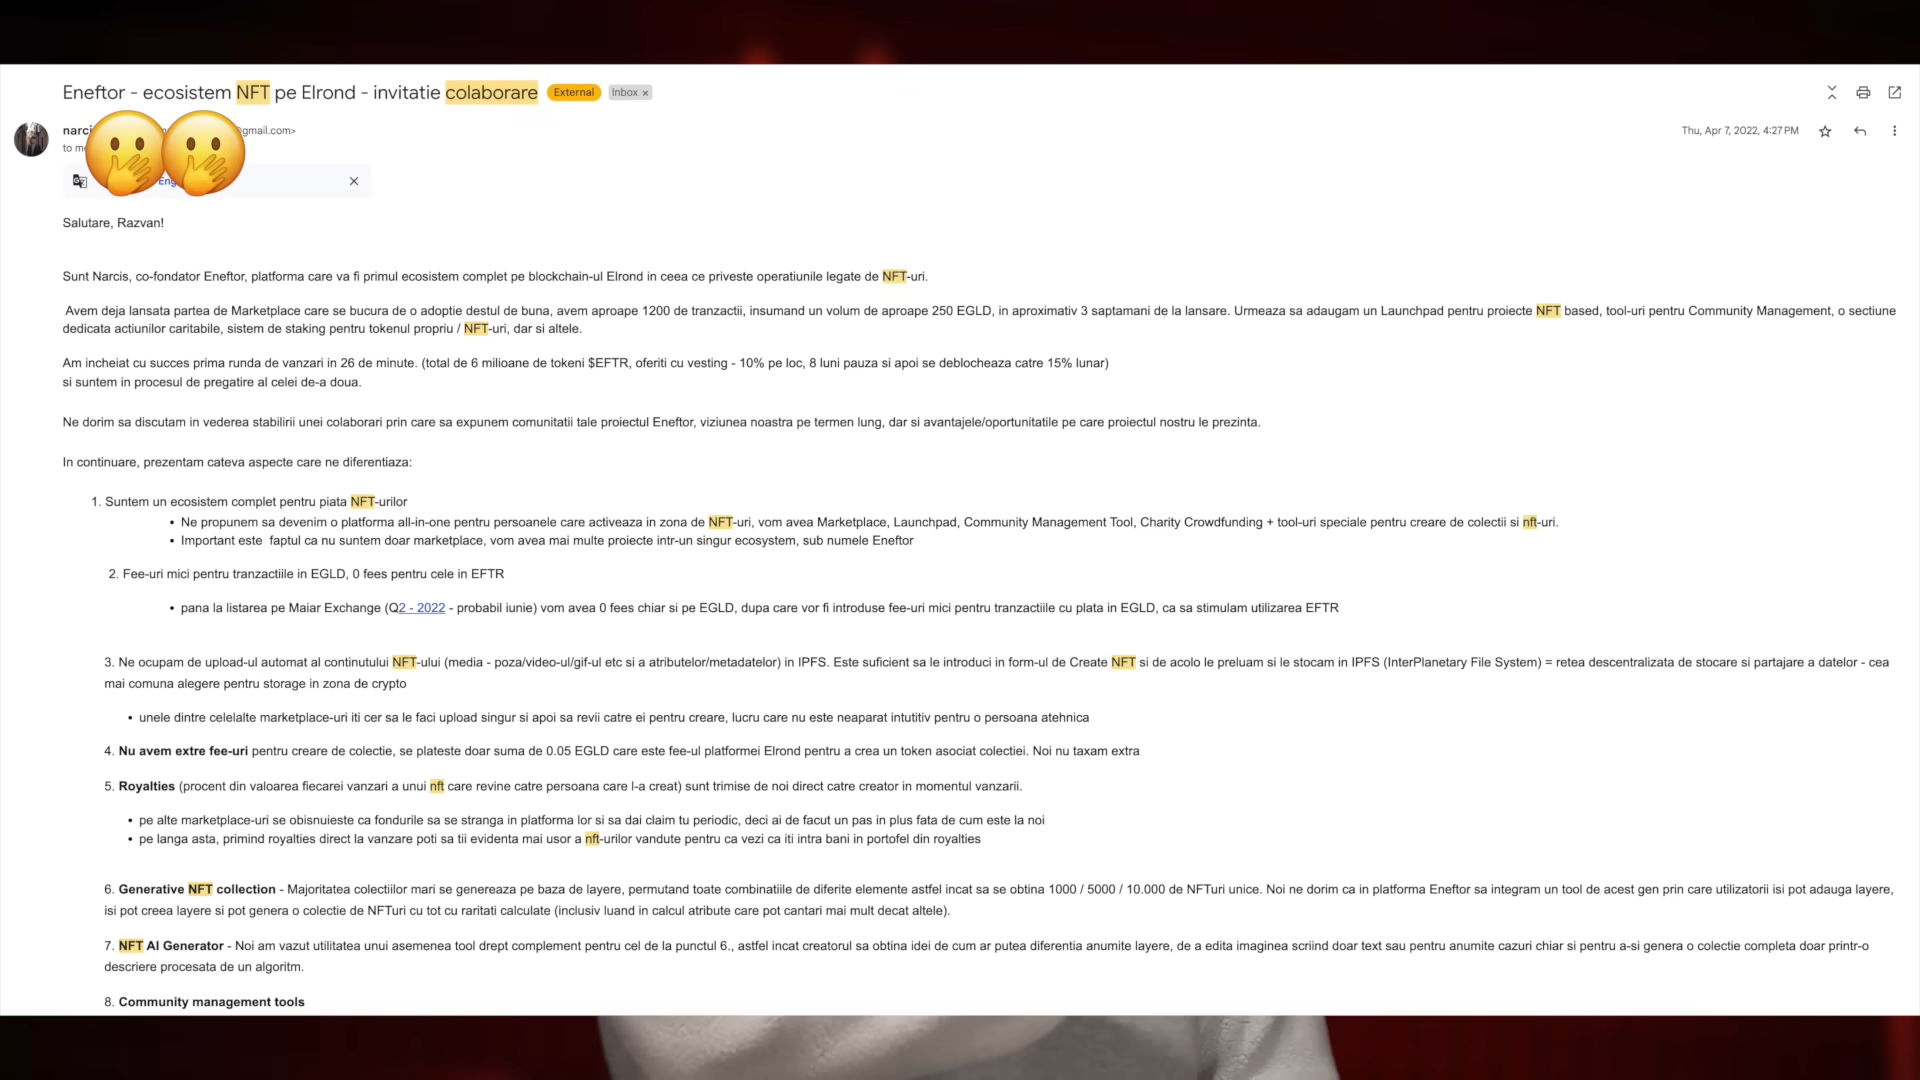 Eneftor - ecosistem NFT pe Elrond - invitatie colaborare External Inbox x
@gmail.com>
Thu, Apr 7, 2022, 4:27 PM
Salutare, Razvan!
Sunt Narcis, co-fondator Eneftor, platforma care va fi primul ecosistem complet pe blockchain-ul Elrond in ceea ce priveste operatiunile legate de NFT-uri.
Avem deja lansata partea de Marketplace care se bucura de o adoptie destul de buna, avem aproape 1200 de tranzactii, insumand un volum de aproape 250 EGLD, in aproximativ 3 saptamani de la lansare. Urmeaza sa adaugam un Launchpad pentru proiecte NFT based, tool-uri pentru Community Management, o sectiune
dedicata actiunilor caritabile, sistem de staking pentru tokenul propriu / NFT-uri, dar si altele.
Am incheiat cu succes prima runda de vanzari in 26 de minute. (total de 6 milioane de tokeni $EFTR, oferiti cu vesting - 10% pe loc, 8 luni pauza si apoi se deblocheaza catre 15% lunar)
si suntem in procesul de pregatire al celei de-a doua.
Ne dorim sa discutam in vederea stabilirii unei colaborari prin care sa expunem comunitatii tale proiectul Eneftor, viziunea noastra pe termen lung, dar si avantajele/oportunitatile pe care proiectul nostru le prezinta.
In continuare, prezentam cateva aspecte care ne diferentiaza:
1. Suntem un ecosistem complet pentru piata NFT-urilor
• Ne propunem sa devenim o platforma all-in-one pentru persoanele care activeaza in zona de NFT-uri, vom avea Marketplace, Launchpad, Community Management Tool, Charity Crowdfunding + tool-uri speciale pentru creare de colectii si nft-uri.
• Important este faptul ca nu suntem doar marketplace, vom avea mai multe proiecte intr-un singur ecosystem, sub numele Eneftor
2. Fee-uri mici pentru tranzactiile in EGLD, 0 fees pentru cele in EFTR
• pana la listarea pe Maiar Exchange (Q2 - 2022 - probabil iunie) vom avea 0 fees chiar si pe EGLD, dupa care vor fi introduse fee-uri mici pentru tranzactiile cu plata in EGLD, ca sa stimulam utilizarea EFTR
3. Ne ocupam de upload-ul automat al continutului NFT-ului (media - poza/video-ul/gif-ul etc si a atributelor/metadatelor) in IPFS. Este suficient sa le introduci in form-ul de Create NFT si de acolo le preluam si le stocam in IPFS (InterPlanetary File System) = retea descentralizata de stocare si partajare a datelor - cea
mai comuna alegere pentru storage in zona de crypto
• unele dintre celelalte marketplace-uri iti cer sa le faci upload singur si apoi sa revii catre ei pentru creare, lucru care nu este neaparat intutitiv pentru o persoana atehnica
4. Nu avem extre fee-uri pentru creare de colectie, se plateste doar suma de 0.05 EGLD care este fee-ul platformei Elrond pentru a crea un token asociat colectiei. Noi nu taxam extra
5. Royalties (procent din valoarea fiecarei vanzari a unui nft care revine catre persoana care l-a creat) sunt trimise de noi direct catre creator in momentul vanzarii.
• pe alte marketplace-uri se obisnuieste ca fondurile sa se stranga in platforma lor si sa dai claim tu periodic, deci ai de facut un pas in plus fata de cum este la noi
• pe langa asta, primind royalties direct la vanzare poti sa tii evidenta mai usor a nft-urilor vandute pentru ca vezi ca iti intra bani in portofel din royalties
6. Generative NFT collection - Majoritatea colectiilor mari se genereaza pe baza de layere, permutand toate combinatiile de diferite elemente astfel incat sa se obtina 1000 / 5000 / 10.000 de NFTuri unice. Noi ne dorim ca in platforma Eneftor sa integram un tool de acest gen prin care utilizatorii isi pot adauga layere,
isi pot creea layere si pot genera o colectie de NFTuri cu tot cu raritati calculate (inclusiv luand in calcul atribute care pot cantari mai mult decat altele).
7. NFT AI Generator - Noi am vazut utilitatea unui asemenea tool drept complement pentru cel de la punctul 6., astfel incat creatorul sa obtina idei de cum ar putea diferentia anumite layere, de a edita imaginea scriind doar text sau pentru anumite cazuri chiar si pentru a-si genera o colectie completa doar printr-o
descriere procesata de un algoritm.
8. Community management tools